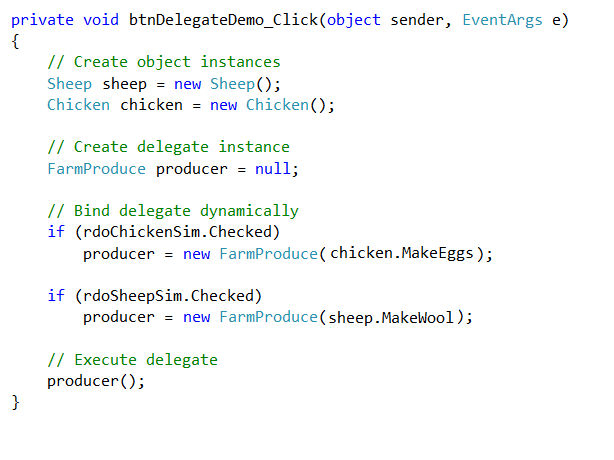 private void btnDelegateDemo_Click(object sender, EventArgs e)
{
    // Create object instances
    Sheep sheep = new Sheep();
    Chicken chicken = new Chicken();

    // Create delegate instance
    FarmProduce producer = null;

    // Bind delegate dynamically
    if (rdoChickenSim.Checked)
        producer = new FarmProduce(chicken.MakeEggs);

    if (rdoSheepSim.Checked)
        producer = new FarmProduce(sheep.MakeWool);

    // Execute delegate
    producer();
}